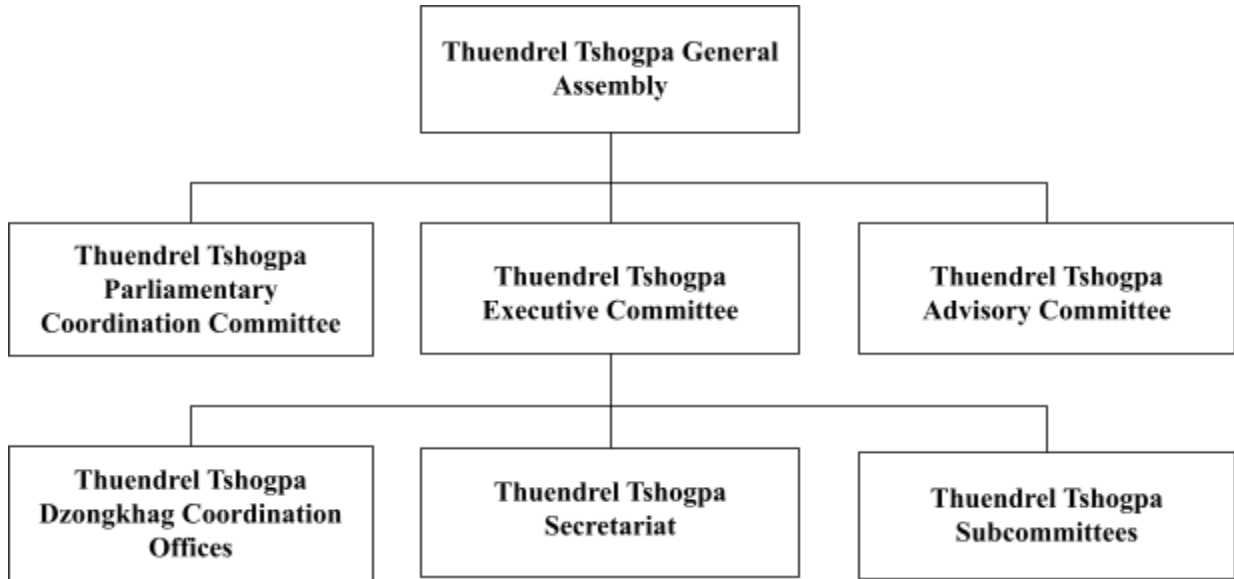 Thuendrel Tshogpa General
Assembly
Thuendrel Tshogpa
Parliamentary
Coordination Committee
Thuendrel Tshogpa
Executive Committee
Thuendrel Tshogpa
Advisory Committee
Thuendrel Tshogpa
Dzongkhag Coordination
Offices
Thuendrel Tshogpa
Secretariat
Thuendrel Tshogpa
Subcommittees